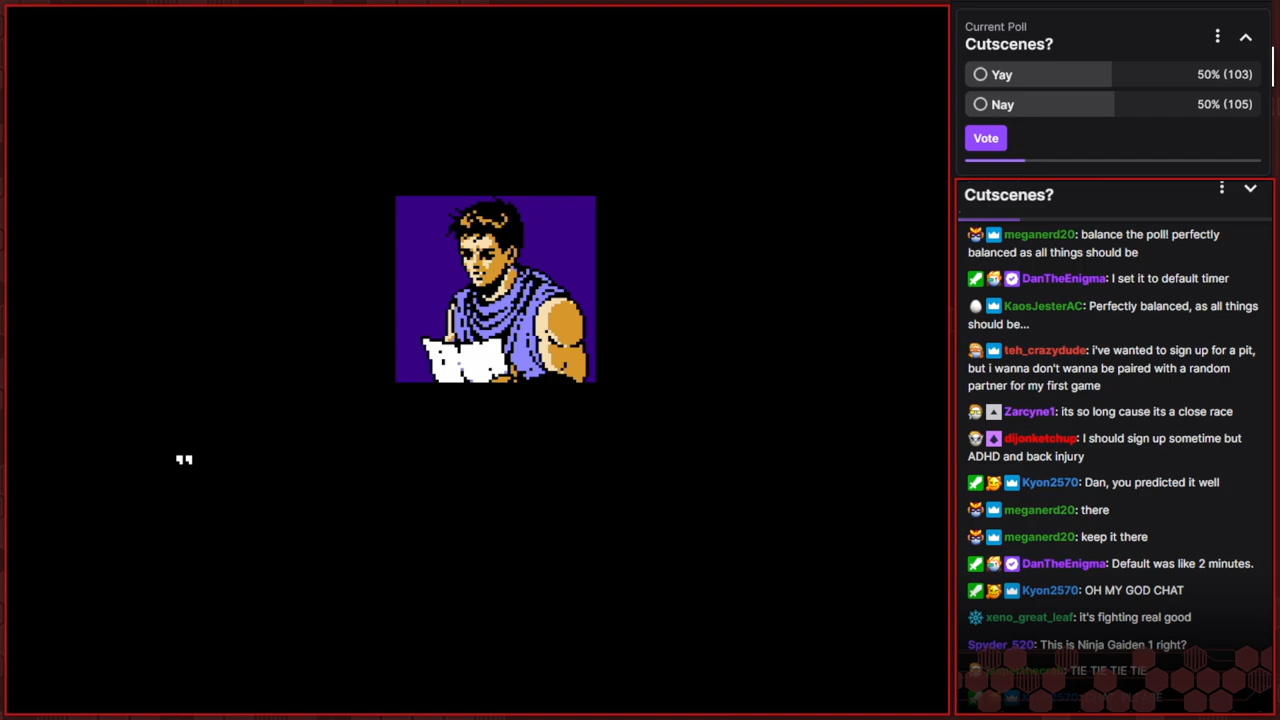 "
Current Poll
Cutscenes?
Yay 50% (103)
Nay 50% (105)
Vote
Cutscenes?
meganerd20: balance the poll! perfectly
balanced as all things should be
DanTheEnigma: I set it to default timer
KaosJesterAC: Perfectly balanced, as all things
should be...
teh_crazydude: i've wanted to sign up for a pit,
but i wanna don't wanna be paired with a random
partner for my first game
Zarcyne1: its so long cause its a close race
dijonketchup: I should sign up sometime but
ADHD and back injury
Kyon2570: Dan, you predicted it well
meganerd20: there
meganerd20: keep it there
DanTheEnigma: Default was like 2 minutes.
Kyon2570: OH MY GOD CHAT
xeno_great_leaf: it's fighting real good
Spyder_520: This is Ninja Gaiden 1 right?
TIE TIE TIE TIE